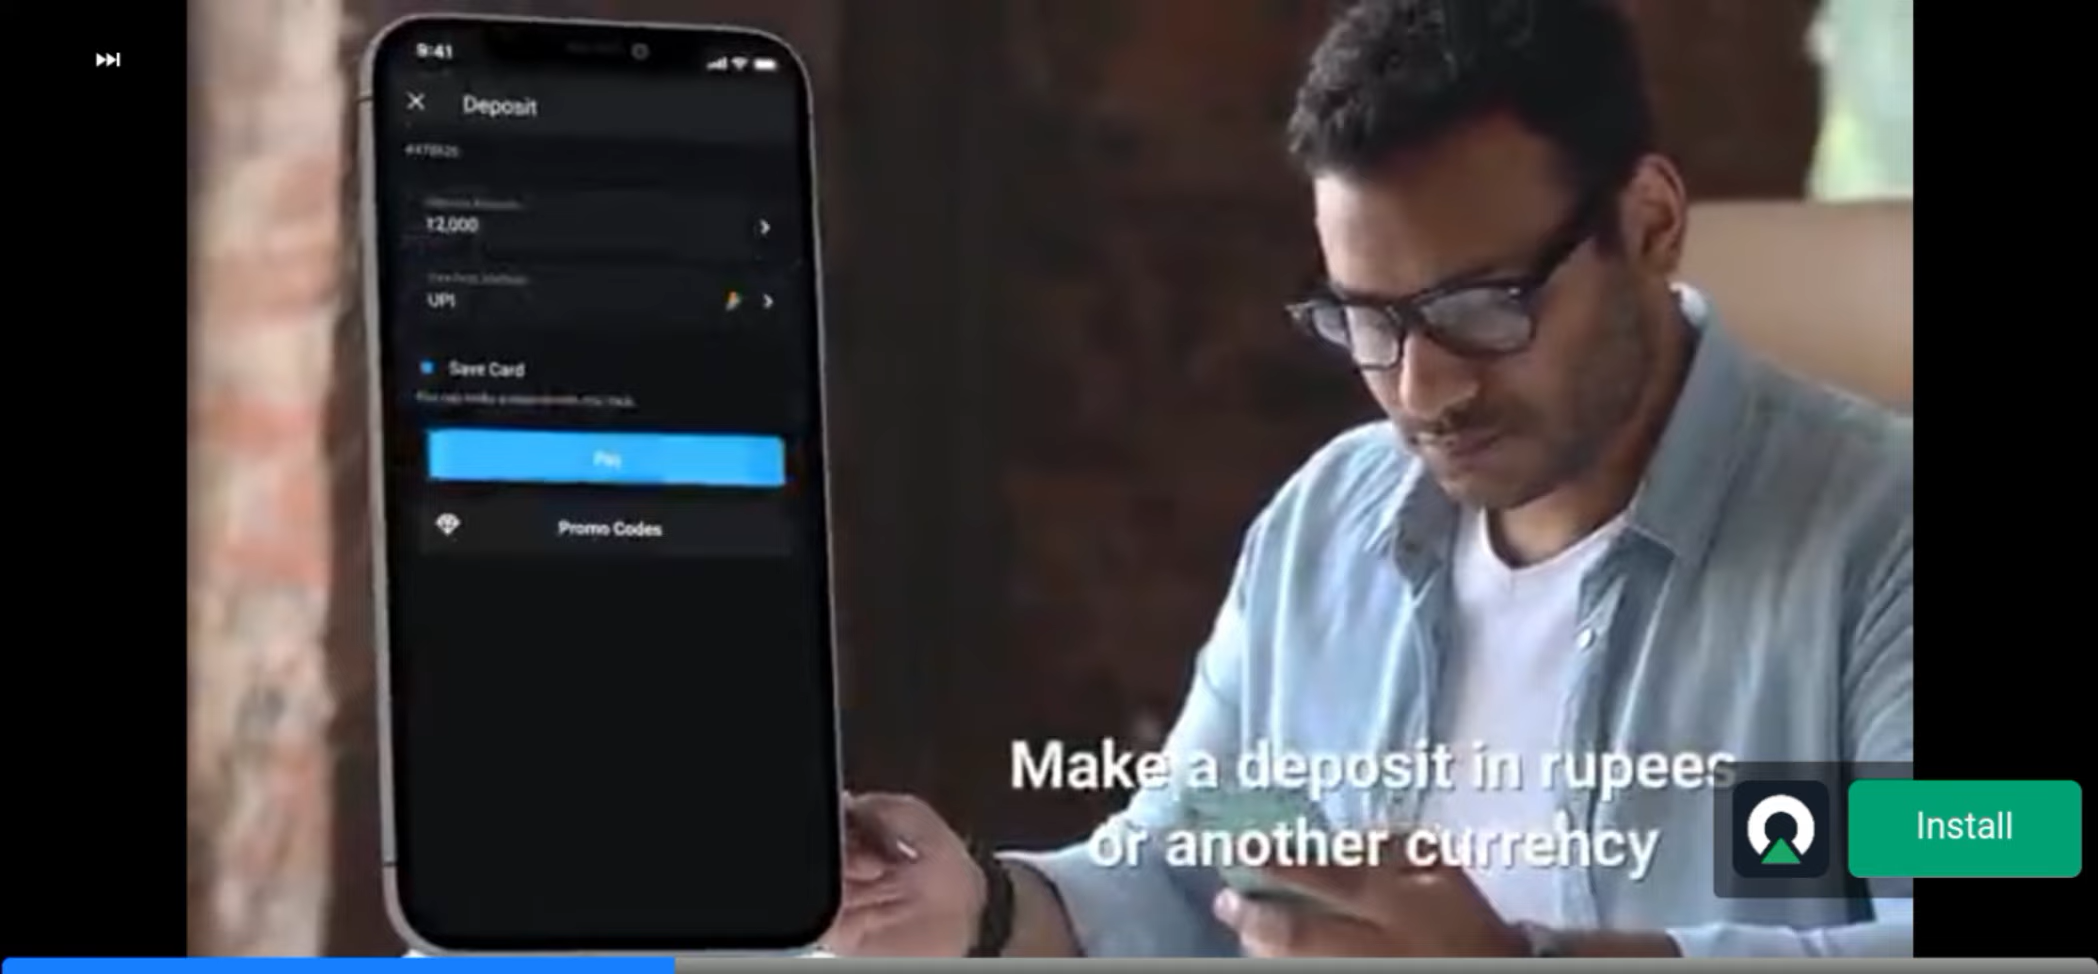 9:41
Deposit
₹2,000
UPI
Save Card
Pay
Promo Codes
Make a deposit in rupees
or another currency
Install